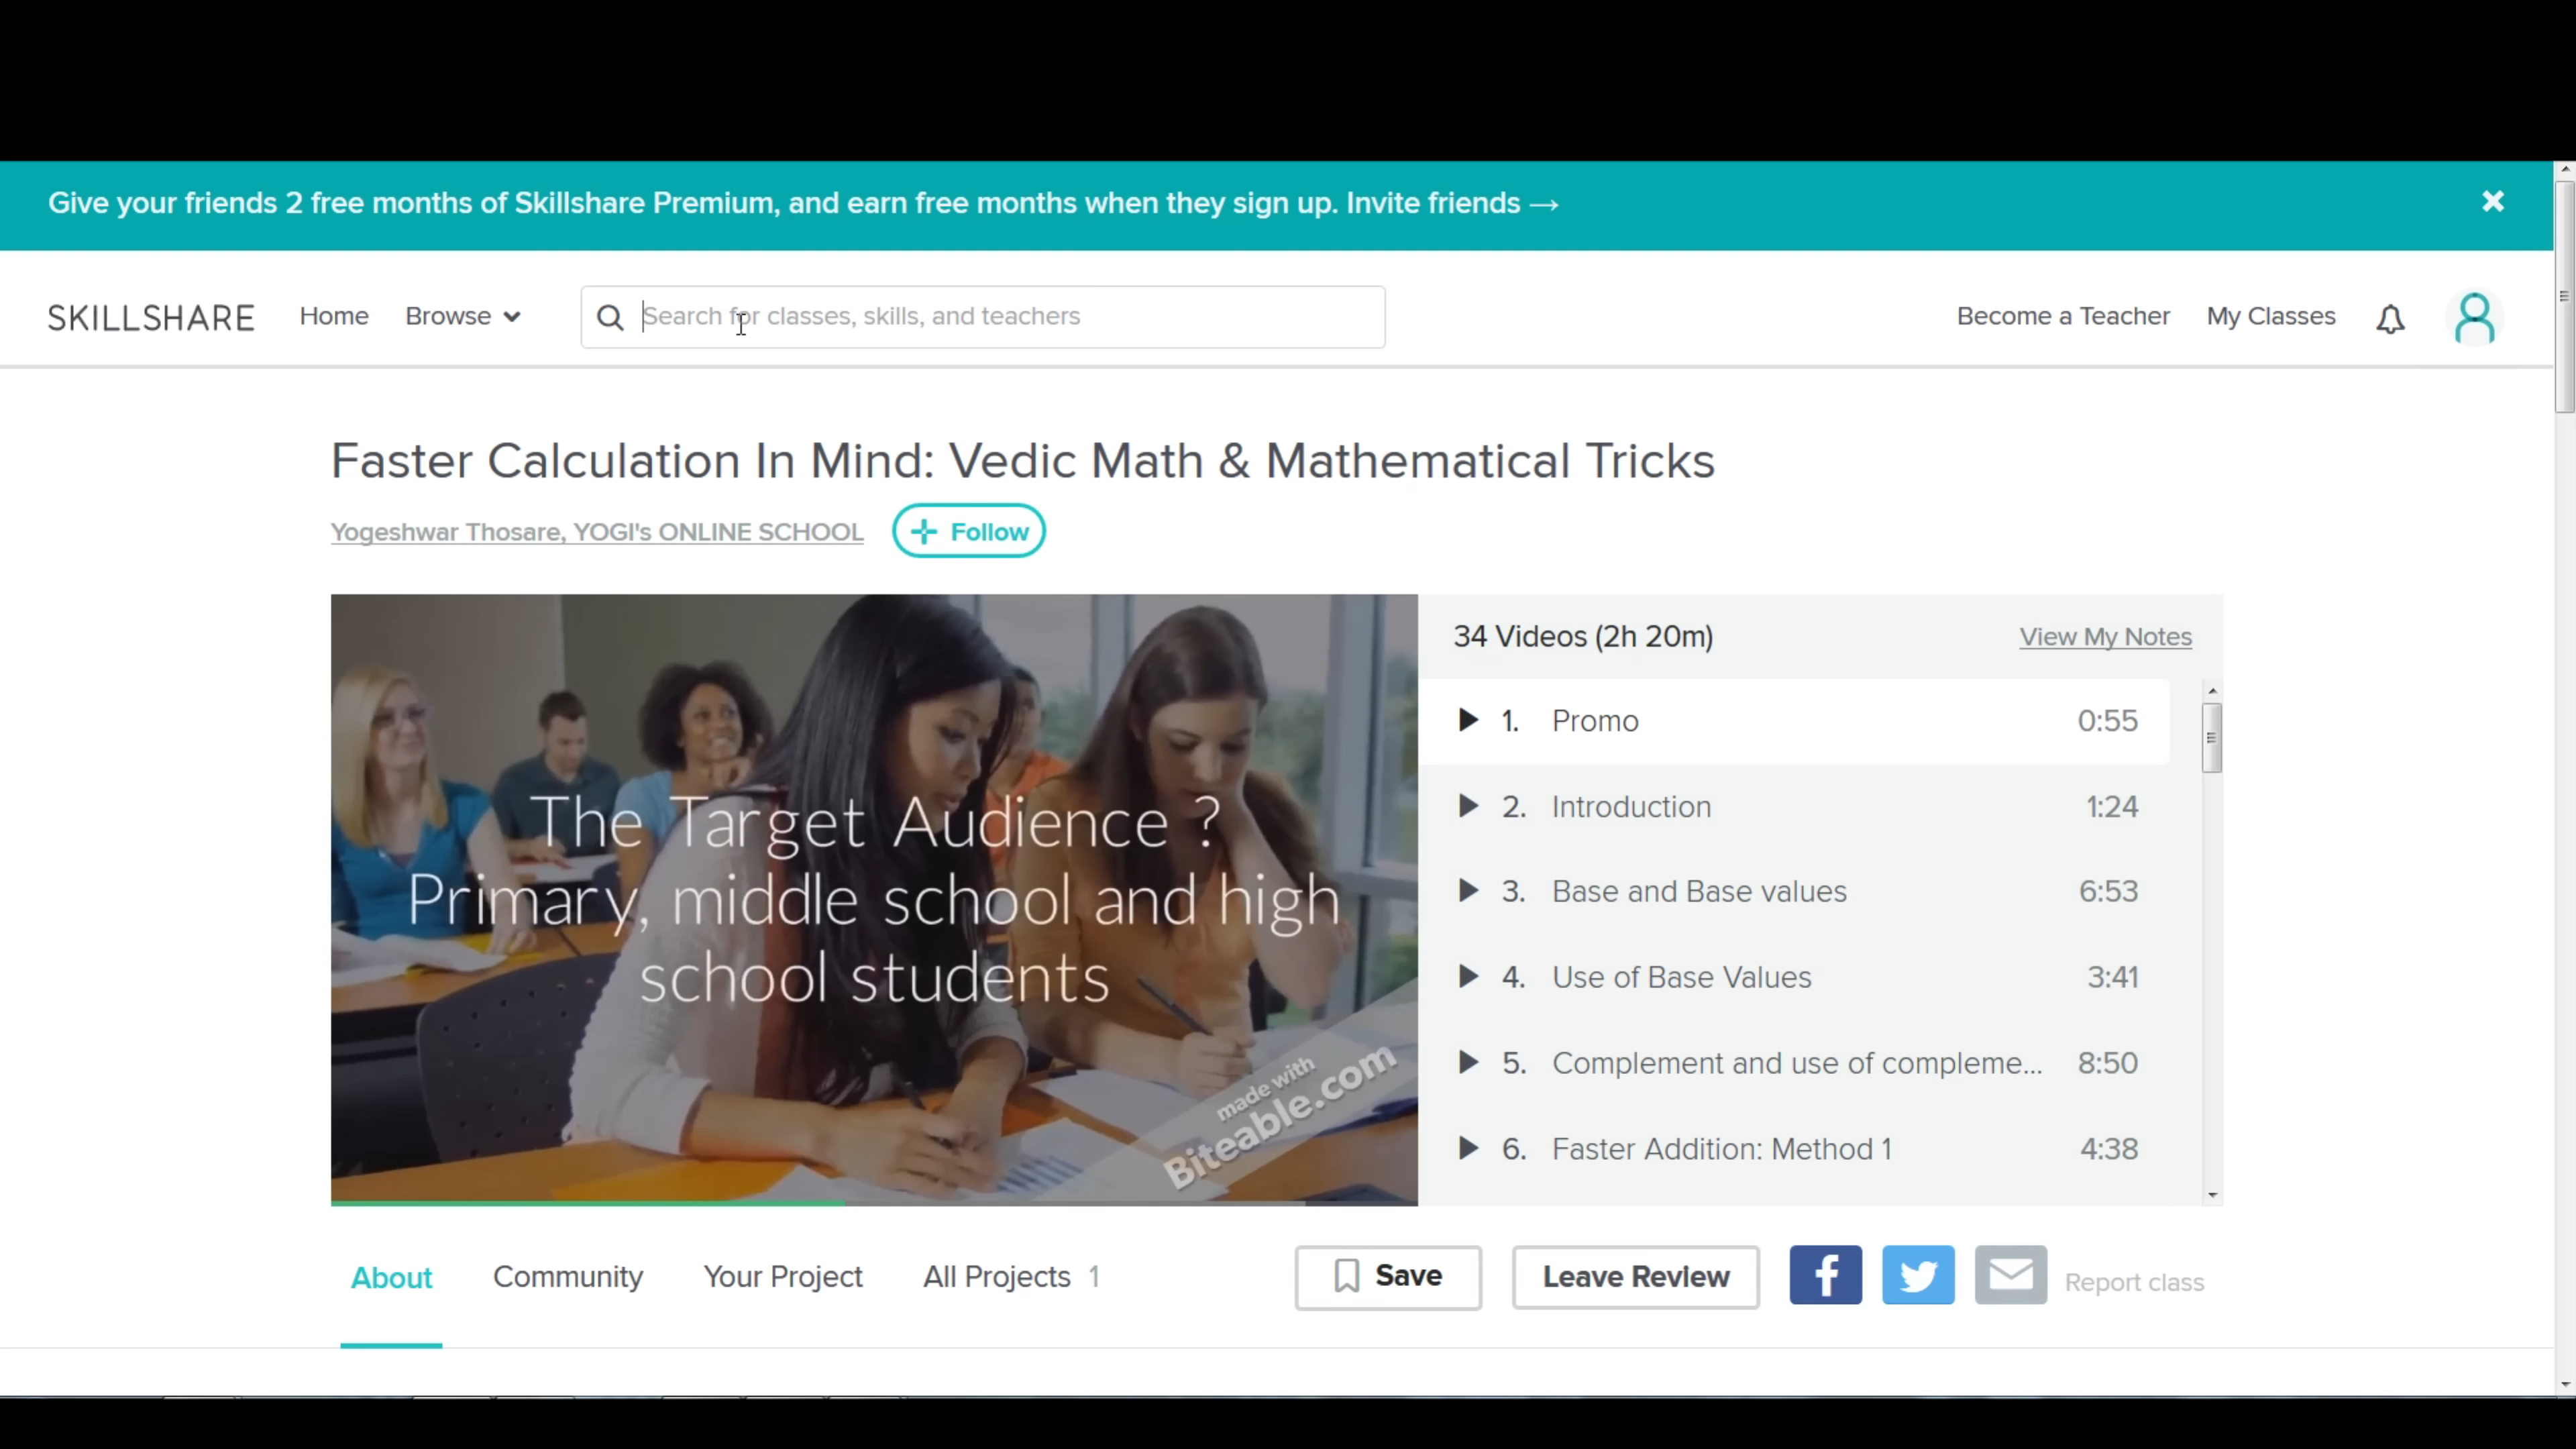 Give your friends 2 free months of Skillshare Premium, and earn free months when they sign up. Invite friends →
SKILLSHARE Home Browse Search for classes, skills, and teachers Become a Teacher My Classes
Faster Calculation In Mind: Vedic Math & Mathematical Tricks
Yogeshwar Thosare, YOGI's ONLINE SCHOOL + Follow
The Target Audience ?
Primary, middle school and high
school students
made with
Biteable.com
34 Videos (2h 20m) View My Notes
1. Promo 0:55
2. Introduction 1:24
3. Base and Base values 6:53
4. Use of Base Values 3:41
5. Complement and use of compleme... 8:50
6. Faster Addition: Method 1 4:38
About Community Your Project All Projects 1 Save Leave Review Report class